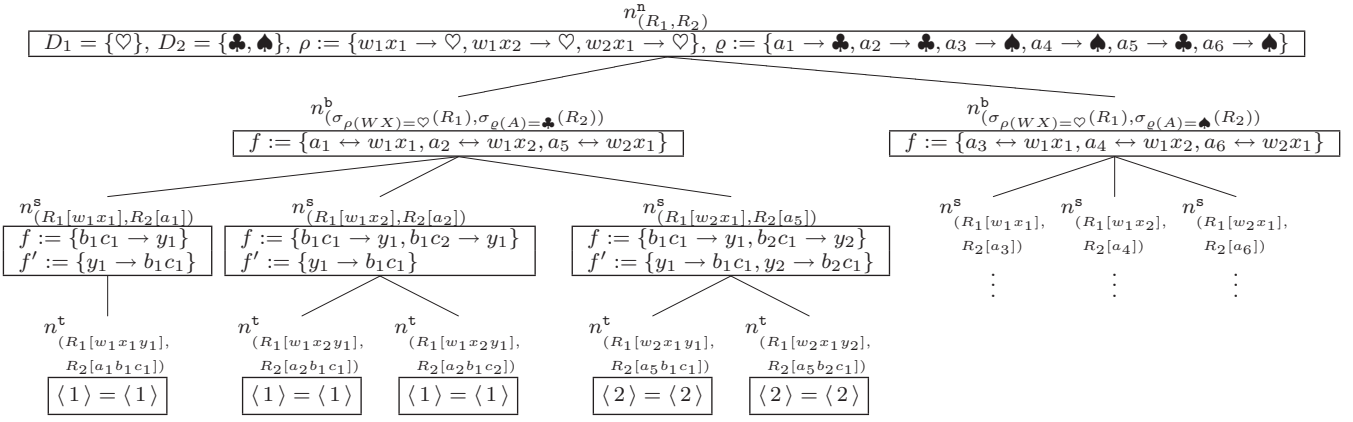 n^n_(R_1,R_2)
D_1 = {♡}, D_2 = {♣,♠}, ρ := {w_1x_1 → ♡, w_1x_2 → ♡, w_2x_1 → ♡}, ϱ := {a_1 → ♣, a_2 → ♣, a_3 → ♠, a_4 → ♠, a_5 → ♣, a_6 → ♠}
n^b_(σ_ρ(WX)=♡(R_1),σ_ϱ(A)=♣(R_2)) n^b_(σ_ρ(WX)=♡(R_1),σ_ϱ(A)=♠(R_2))
f := {a_1 ↔ w_1x_1, a_2 ↔ w_1x_2, a_5 ↔ w_2x_1} f := {a_3 ↔ w_1x_1, a_4 ↔ w_1x_2, a_6 ↔ w_2x_1}
n^s_(R_1[w_1x_1],R_2[a_1]) n^s_(R_1[w_1x_2],R_2[a_2]) n^s_(R_1[w_2x_1],R_2[a_5]) n^s_(R_1[w_1x_1], n^s_(R_1[w_1x_2], n^s_(R_1[w_2x_1],
R_2[a_3]) R_2[a_4]) R_2[a_6])
f := {b_1c_1 → y_1} f := {b_1c_1 → y_1, b_1c_2 → y_1} f := {b_1c_1 → y_1, b_2c_1 → y_2}
f′ := {y_1 → b_1c_1} f′ := {y_1 → b_1c_1} f′ := {y_1 → b_1c_1, y_2 → b_2c_1}
⋮ ⋮ ⋮
n^t_(R_1[w_1x_1y_1], n^t_(R_1[w_1x_2y_1], n^t_(R_1[w_1x_2y_1], n^t_(R_1[w_2x_1y_1], n^t_(R_1[w_2x_1y_2],
R_2[a_1b_1c_1]) R_2[a_2b_1c_1]) R_2[a_2b_1c_2]) R_2[a_5b_1c_1]) R_2[a_5b_2c_1])
⟨1⟩ = ⟨1⟩ ⟨1⟩ = ⟨1⟩ ⟨1⟩ = ⟨1⟩ ⟨2⟩ = ⟨2⟩ ⟨2⟩ = ⟨2⟩